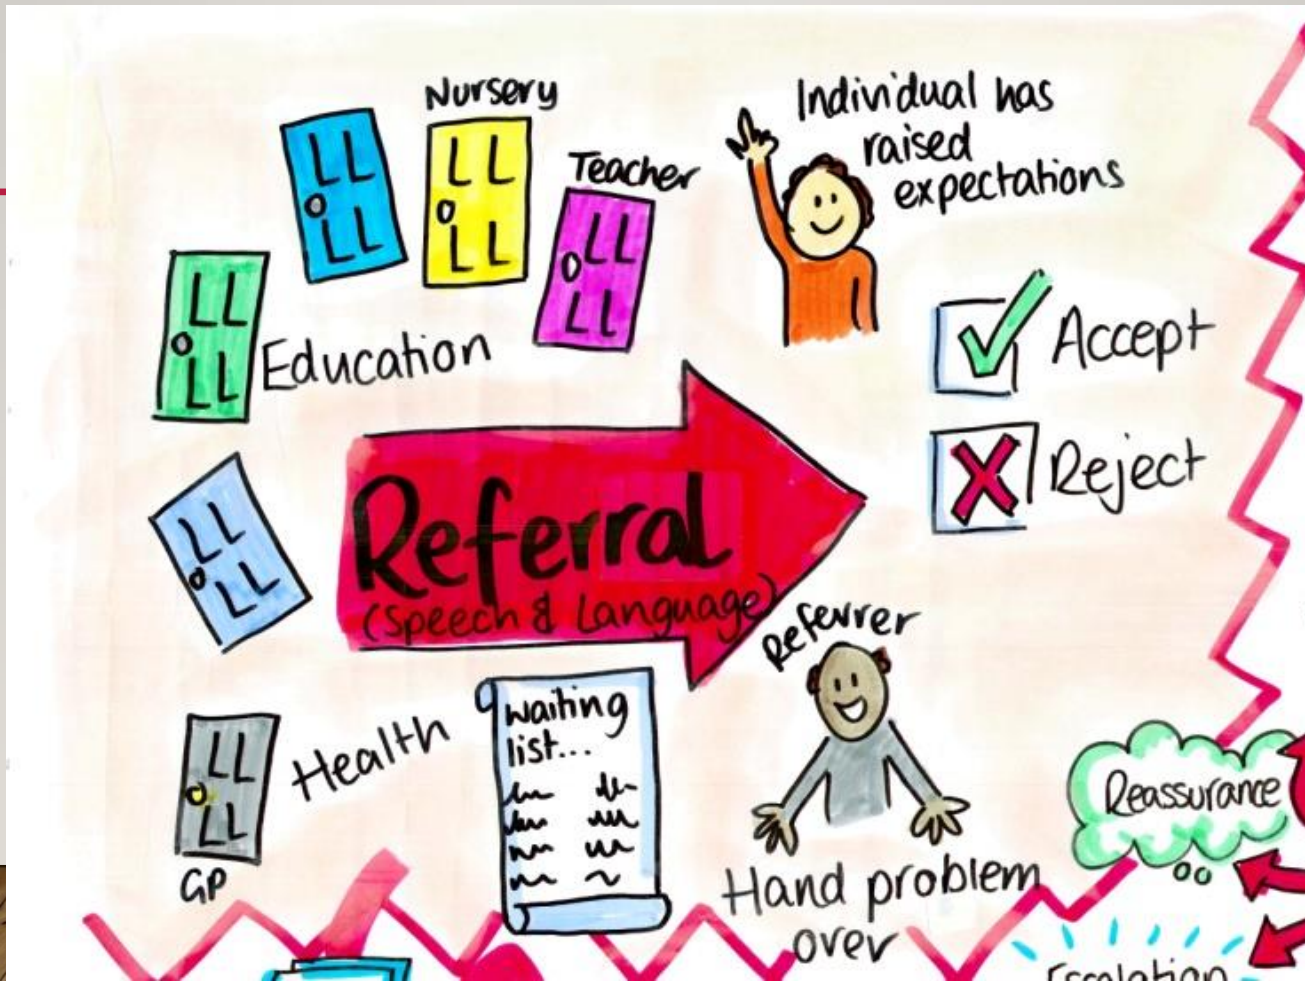 Nursery
Teacher
Individual has
raised
expectations
Education
Accept
Reject
Referral
(Speech & Language)
Referrer
Health
waiting
list...
GP
Hand problem
over
Reassurance
Escalation